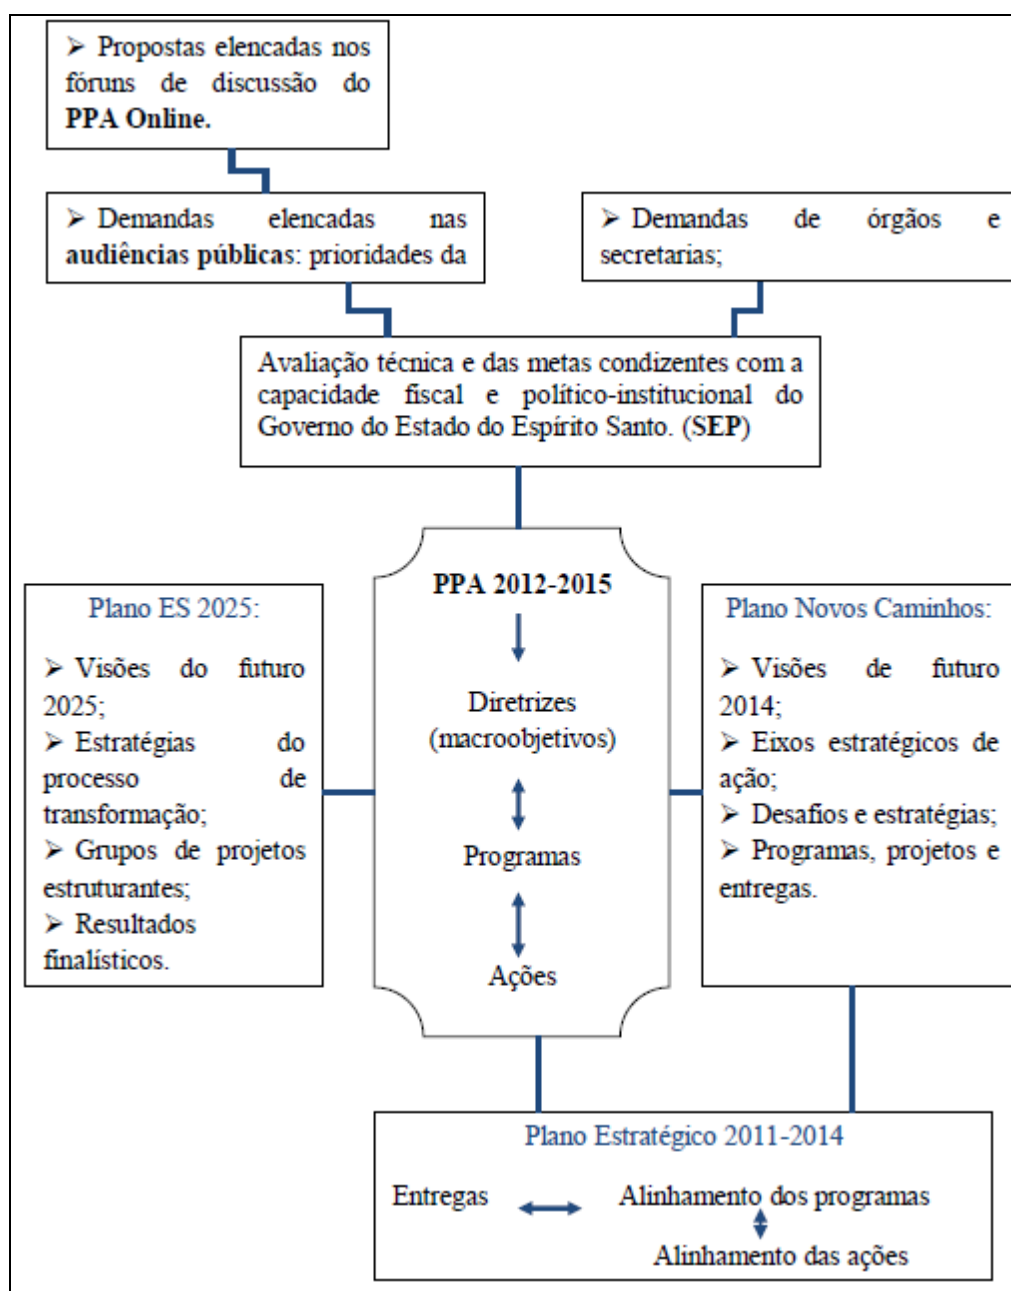 ➢ Propostas elencadas nos
fóruns de discussão do
PPA Online.
➢ Demandas elencadas nas
audiências públicas: prioridades da
➢ Demandas de órgãos e
secretarias;
Avaliação técnica e das metas condizentes com a
capacidade fiscal e político-institucional do
Governo do Estado do Espírito Santo. (SEP)
PPA 2012-2015
Diretrizes
(macroobjetivos)
Programas
Ações
Plano ES 2025:
➢ Visões do futuro
2025;
➢ Estratégias do
processo de
transformação;
➢ Grupos de projetos
estruturantes;
➢ Resultados
finalísticos.
Plano Novos Caminhos:
➢ Visões de futuro
2014;
➢ Eixos estratégicos de
ação;
➢ Desafios e estratégias;
➢ Programas, projetos e
entregas.
Plano Estratégico 2011-2014
Entregas Alinhamento dos programas
Alinhamento das ações